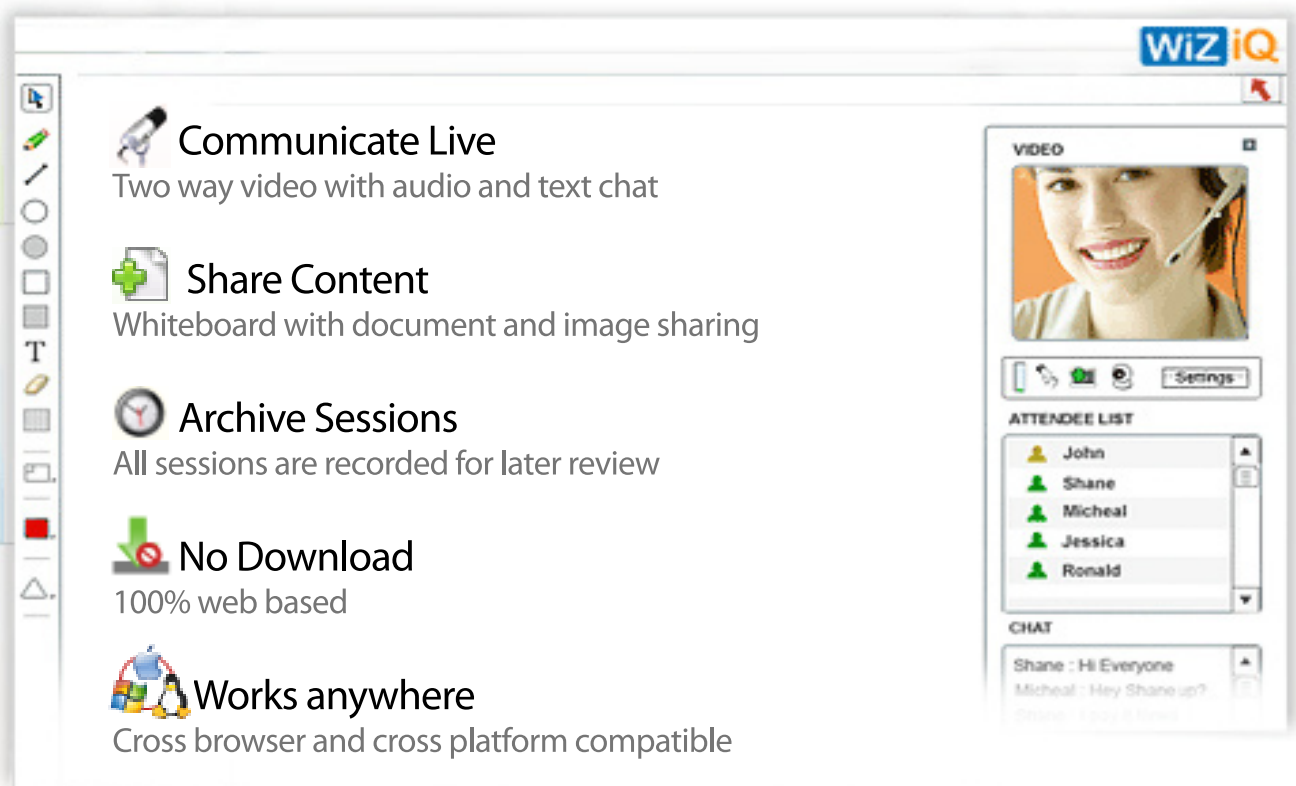 WiZiQ
Communicate Live
Two way video with audio and text chat
Share Content
Whiteboard with document and image sharing
Archive Sessions
All sessions are recorded for later review
No Download
100% web based
Works anywhere
Cross browser and cross platform compatible
T
VIDEO
Settings
ATTENDEE LIST
John
Shane
Micheal
Jessica
Ronald
CHAT
Shane : Hi Everyone
Micheal : Hey Shane up?
Shane :